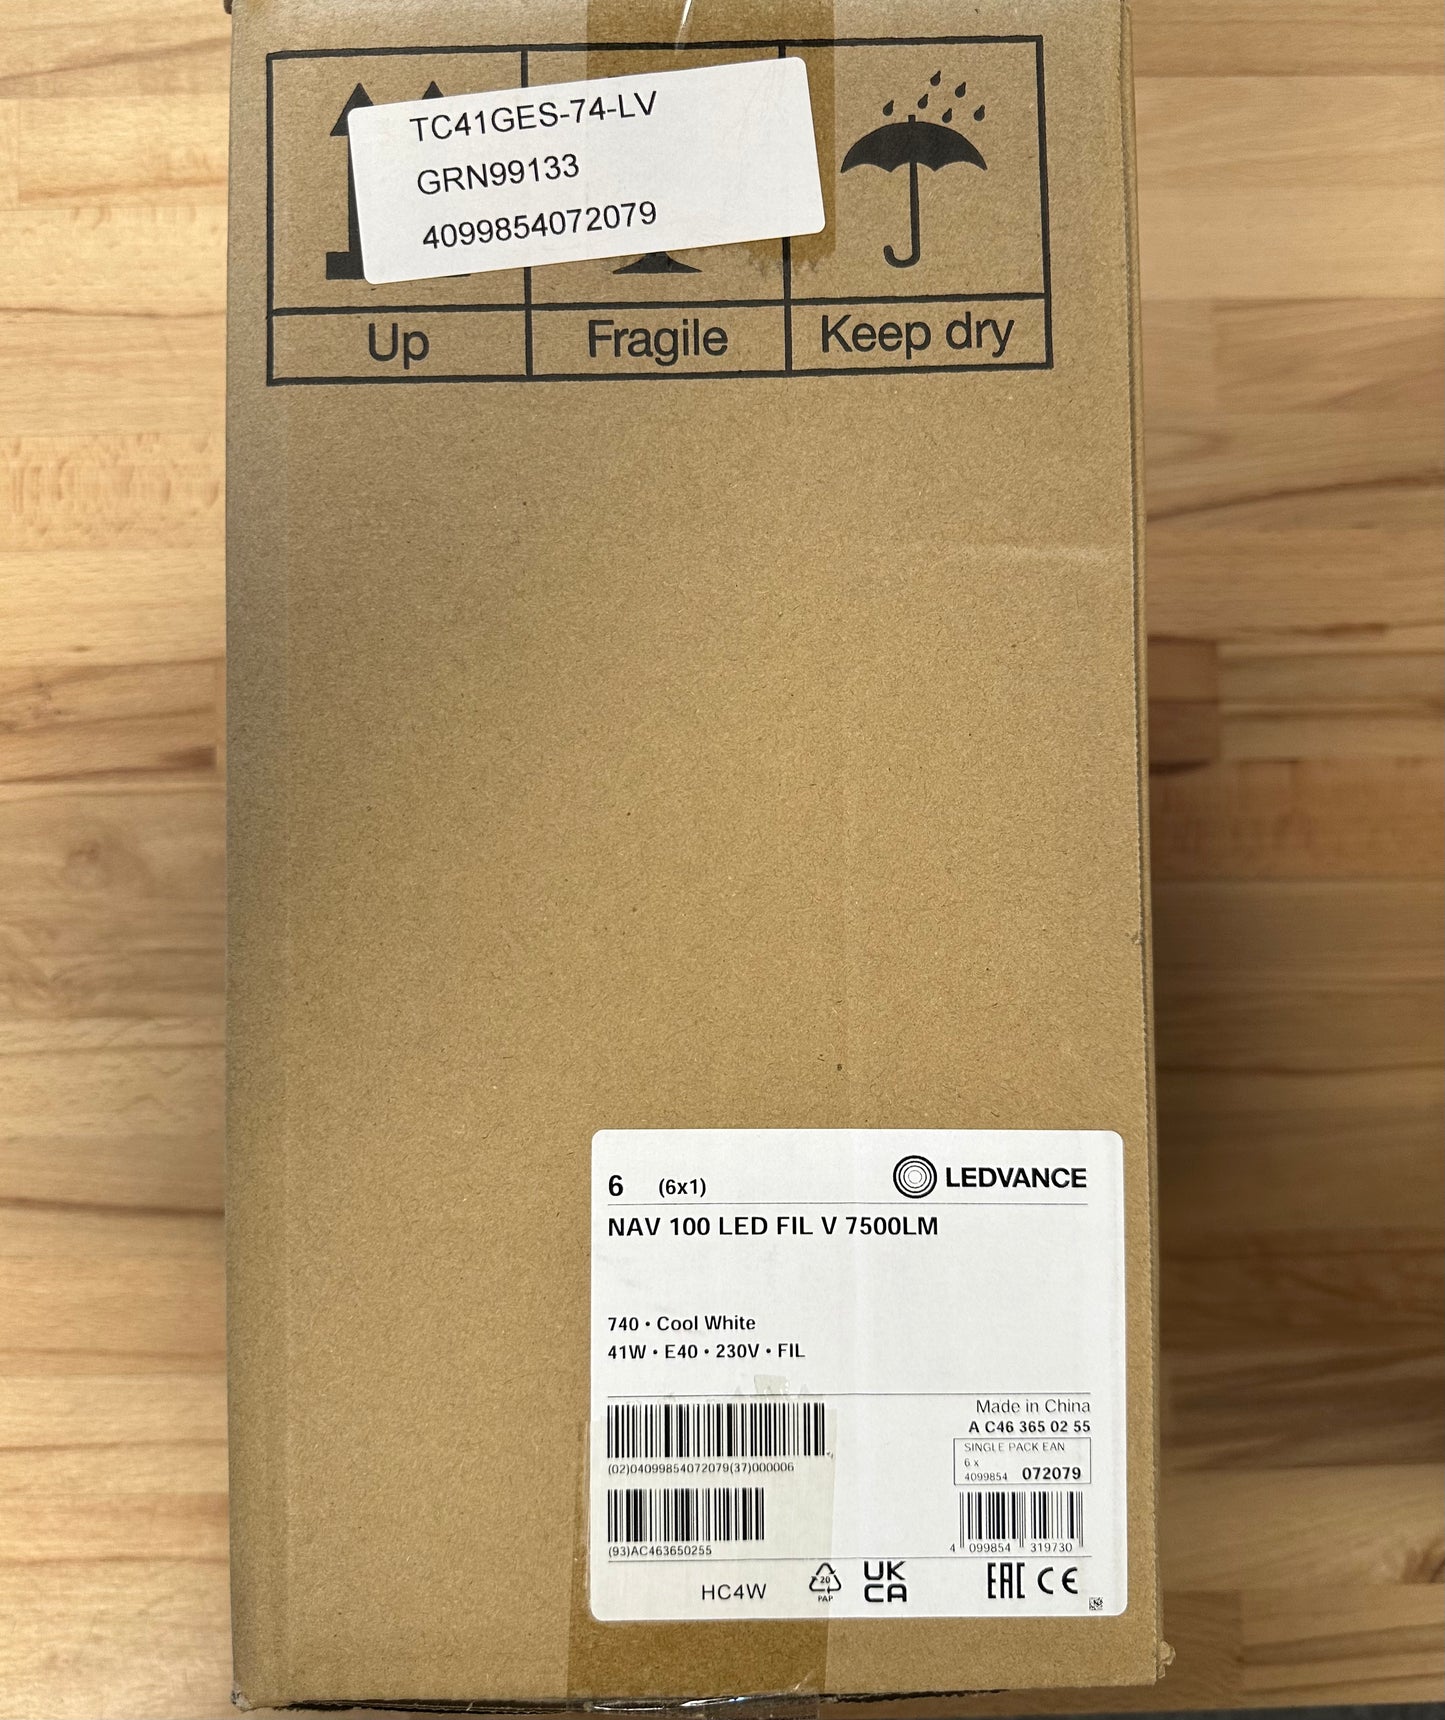 TC41GES-74-LV
GRN99133
4099854072079
Up
Fragile
Keep dry
6 (6x1)
LEDVANCE
NAV 100 LED FIL V 7500LM
740 • Cool White
41W • E40 • 230V • FIL
Made in China
A C46 365 02 55
SINGLE PACK EAN
6 x
4099854 072079
(02)04099854072079(37)000006
(93)AC463650255
4 099854 319730
HC4W
20
PAP
UK
CA
EAC CE